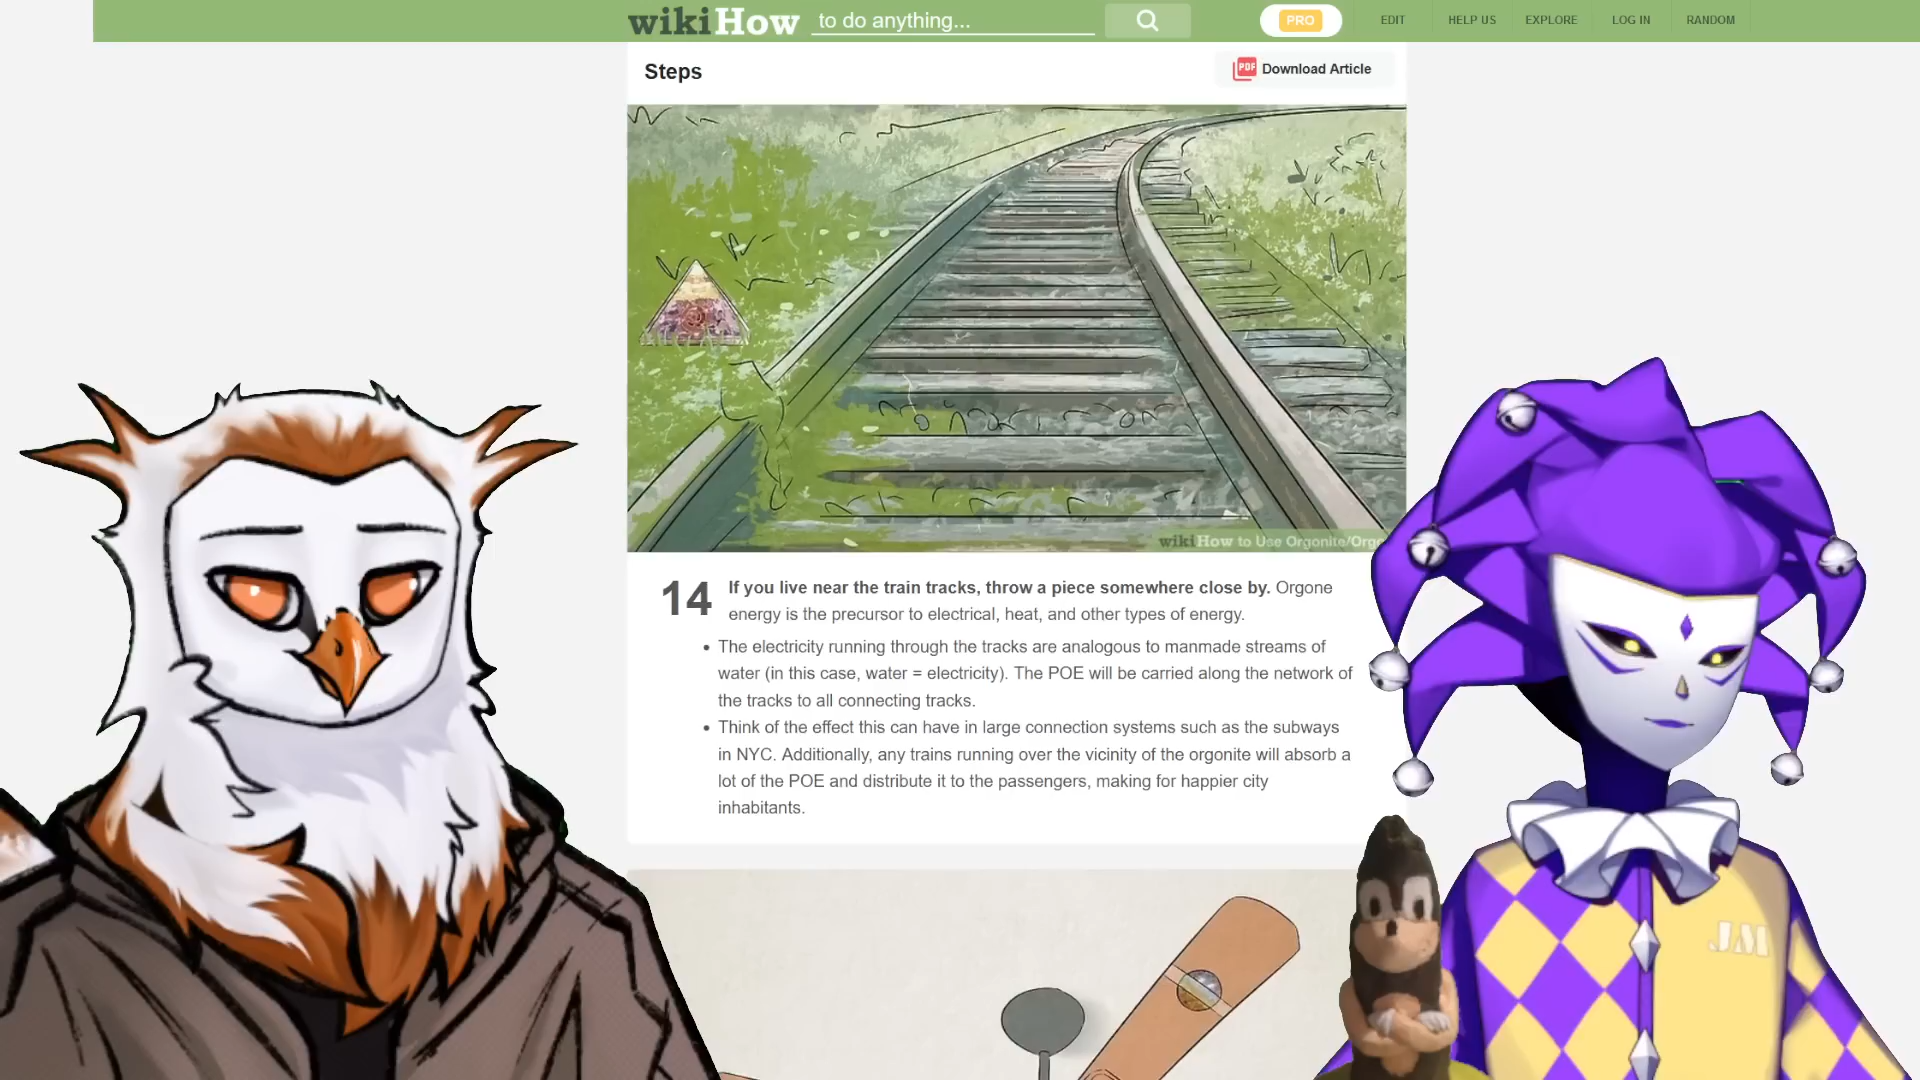 wikiHow to do anything... PRO EDIT HELP US EXPLORE LOG IN RANDOM
Steps
PDF Download Article
wikiHow to Use Orgonite/Orgo
14 If you live near the train tracks, throw a piece somewhere close by. Orgone
energy is the precursor to electrical, heat, and other types of energy.
• The electricity running through the tracks are analogous to manmade streams of
water (in this case, water = electricity). The POE will be carried along the network of
the tracks to all connecting tracks.
• Think of the effect this can have in large connection systems such as the subways
in NYC. Additionally, any trains running over the vicinity of the orgonite will absorb a
lot of the POE and distribute it to the passengers, making for happier city
inhabitants.
JM